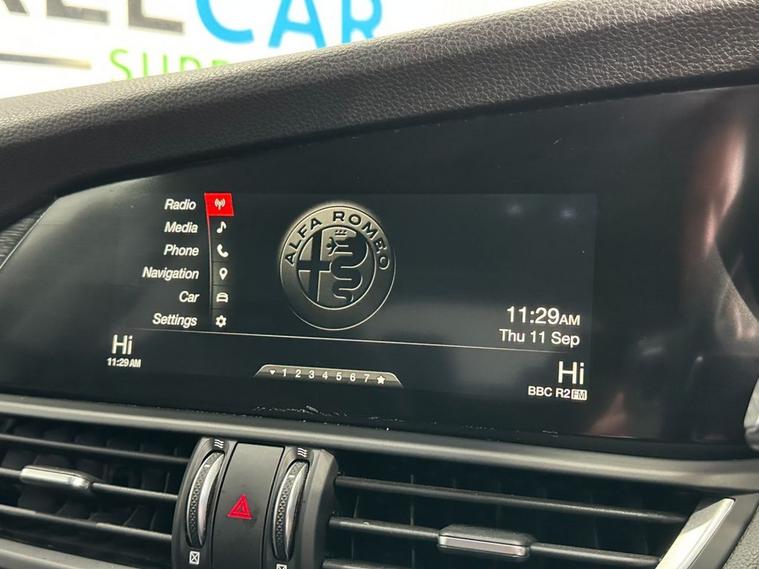 CAR
Radio
Media
Phone
Navigation
Car
Settings
ALFA ROMEO
11:29AM
Thu 11 Sep
Hi
11:29AM
1 2 3 4 5 6 7
Hi
BBC R2 FM